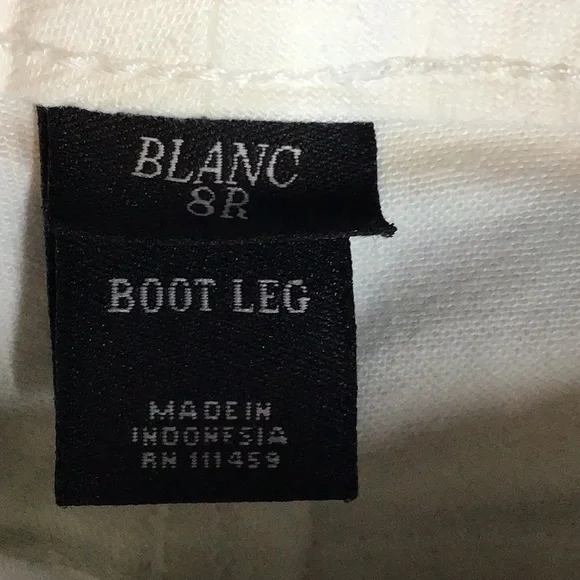 BLANC
8R
BOOT LEG
MADE IN
INDONESIA
RN 111459